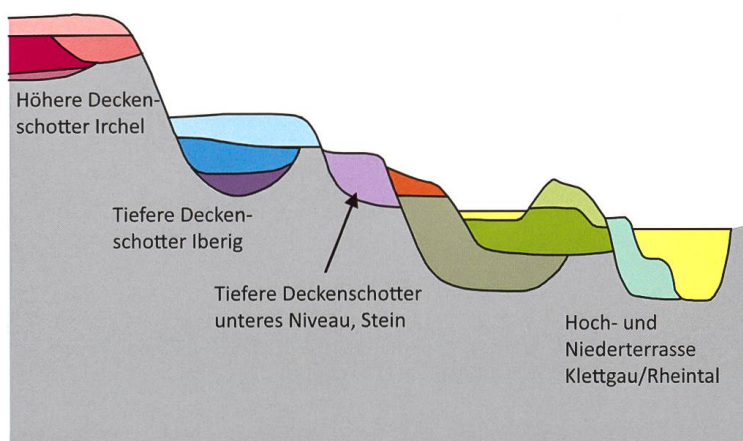 Höhere Decken-
schotter Irchel
Tiefere Decken-
schotter Iberig
Tiefere Deckenschotter
unteres Niveau, Stein
Hoch- und
Niederterrasse
Klettgau/Rheintal